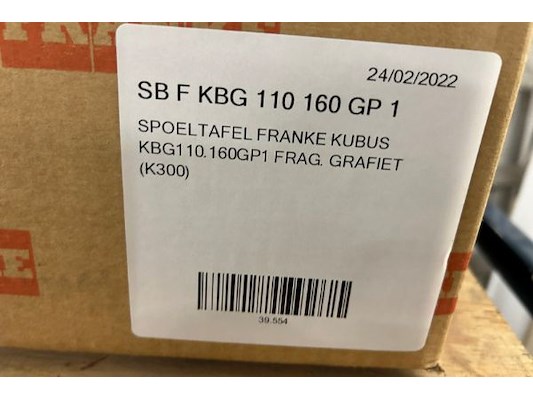 24/02/2022
SB F KBG 110 160 GP 1
SPOELTAFEL FRANKE KUBUS
KBG110.160GP1 FRAG. GRAFIET
(K300)
39.554